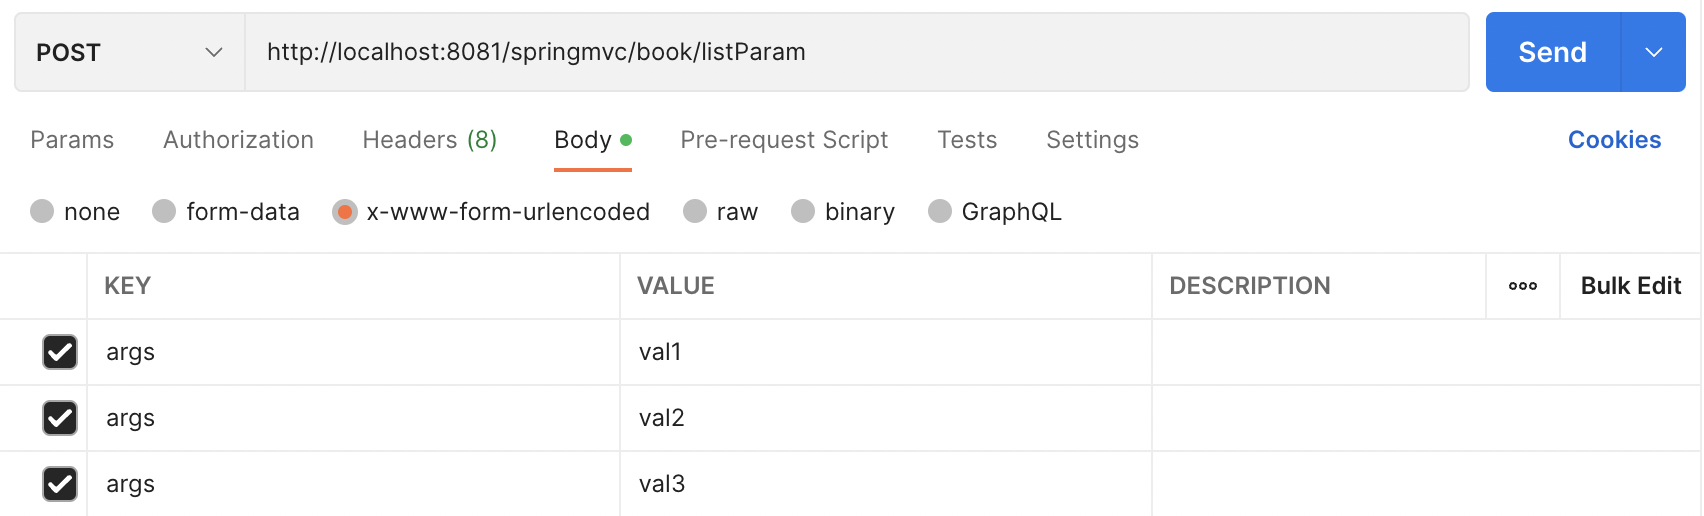 POST http://localhost:8081/springmvc/book/listParam Send
Params Authorization Headers (8) Body Pre-request Script Tests Settings Cookies
none form-data x-www-form-urlencoded raw binary GraphQL
KEY VALUE DESCRIPTION ooo Bulk Edit
args val1
args val2
args val3